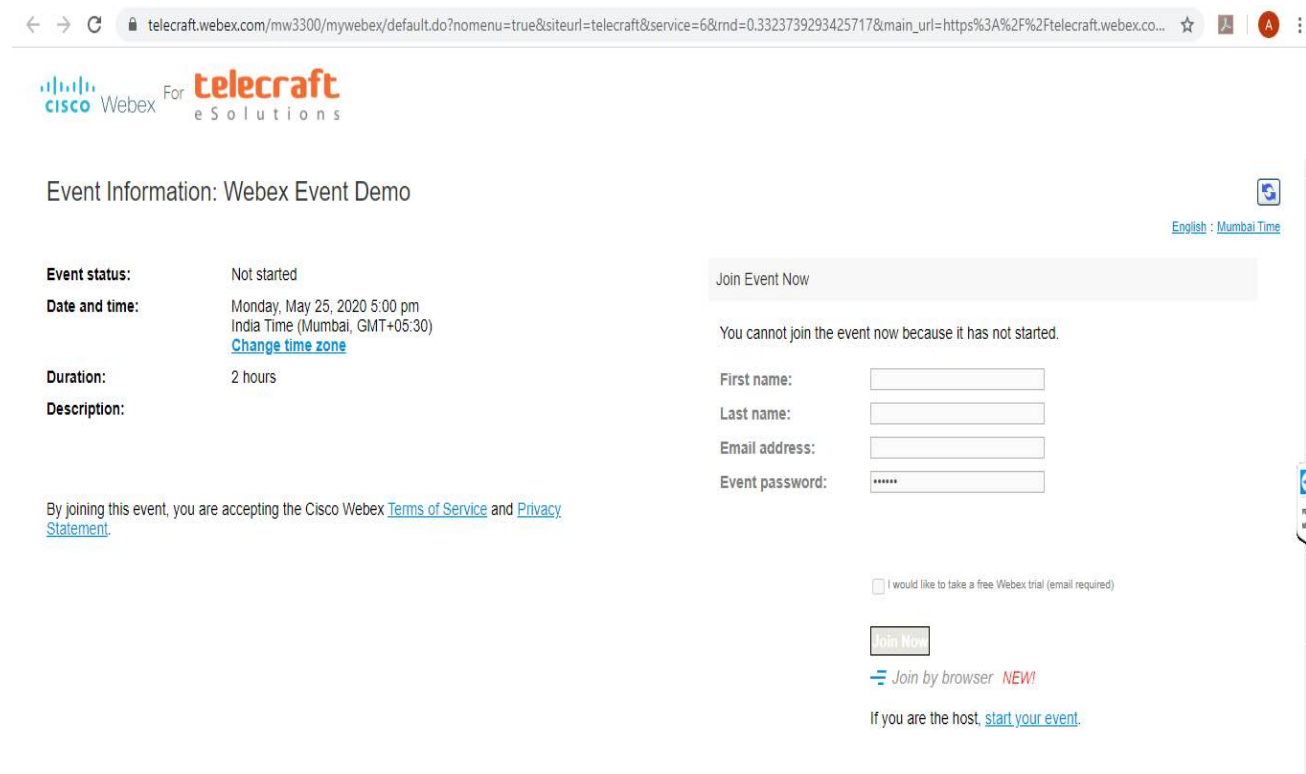 telecraft.webex.com/mw3300/mywebex/default.do?nomenu=true&siteurl=telecraft&service=6&rnd=0.3323739293425717&main_url=https%3A%2F%2Ftelecraft.webex.co...
A
cisco Webex For telecraft
eSolutions
Event Information: Webex Event Demo
English : Mumbai Time
Event status: Not started
Date and time: Monday, May 25, 2020 5:00 pm
India Time (Mumbai, GMT+05:30)
Change time zone
Duration: 2 hours
Description:
By joining this event, you are accepting the Cisco Webex Terms of Service and Privacy
Statement.
Join Event Now
You cannot join the event now because it has not started.
First name:
Last name:
Email address:
Event password: ••••••
I would like to take a free Webex trial (email required)
Join Now
Join by browser NEW!
If you are the host, start your event.